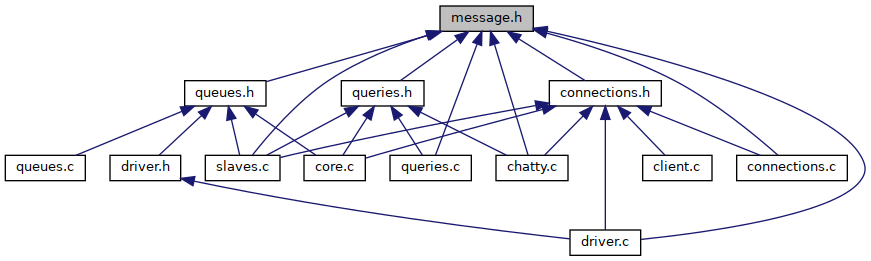 message.h
queues.h
queries.h
connections.h
queues.c
driver.h
slaves.c
core.c
queries.c
chatty.c
client.c
connections.c
driver.c